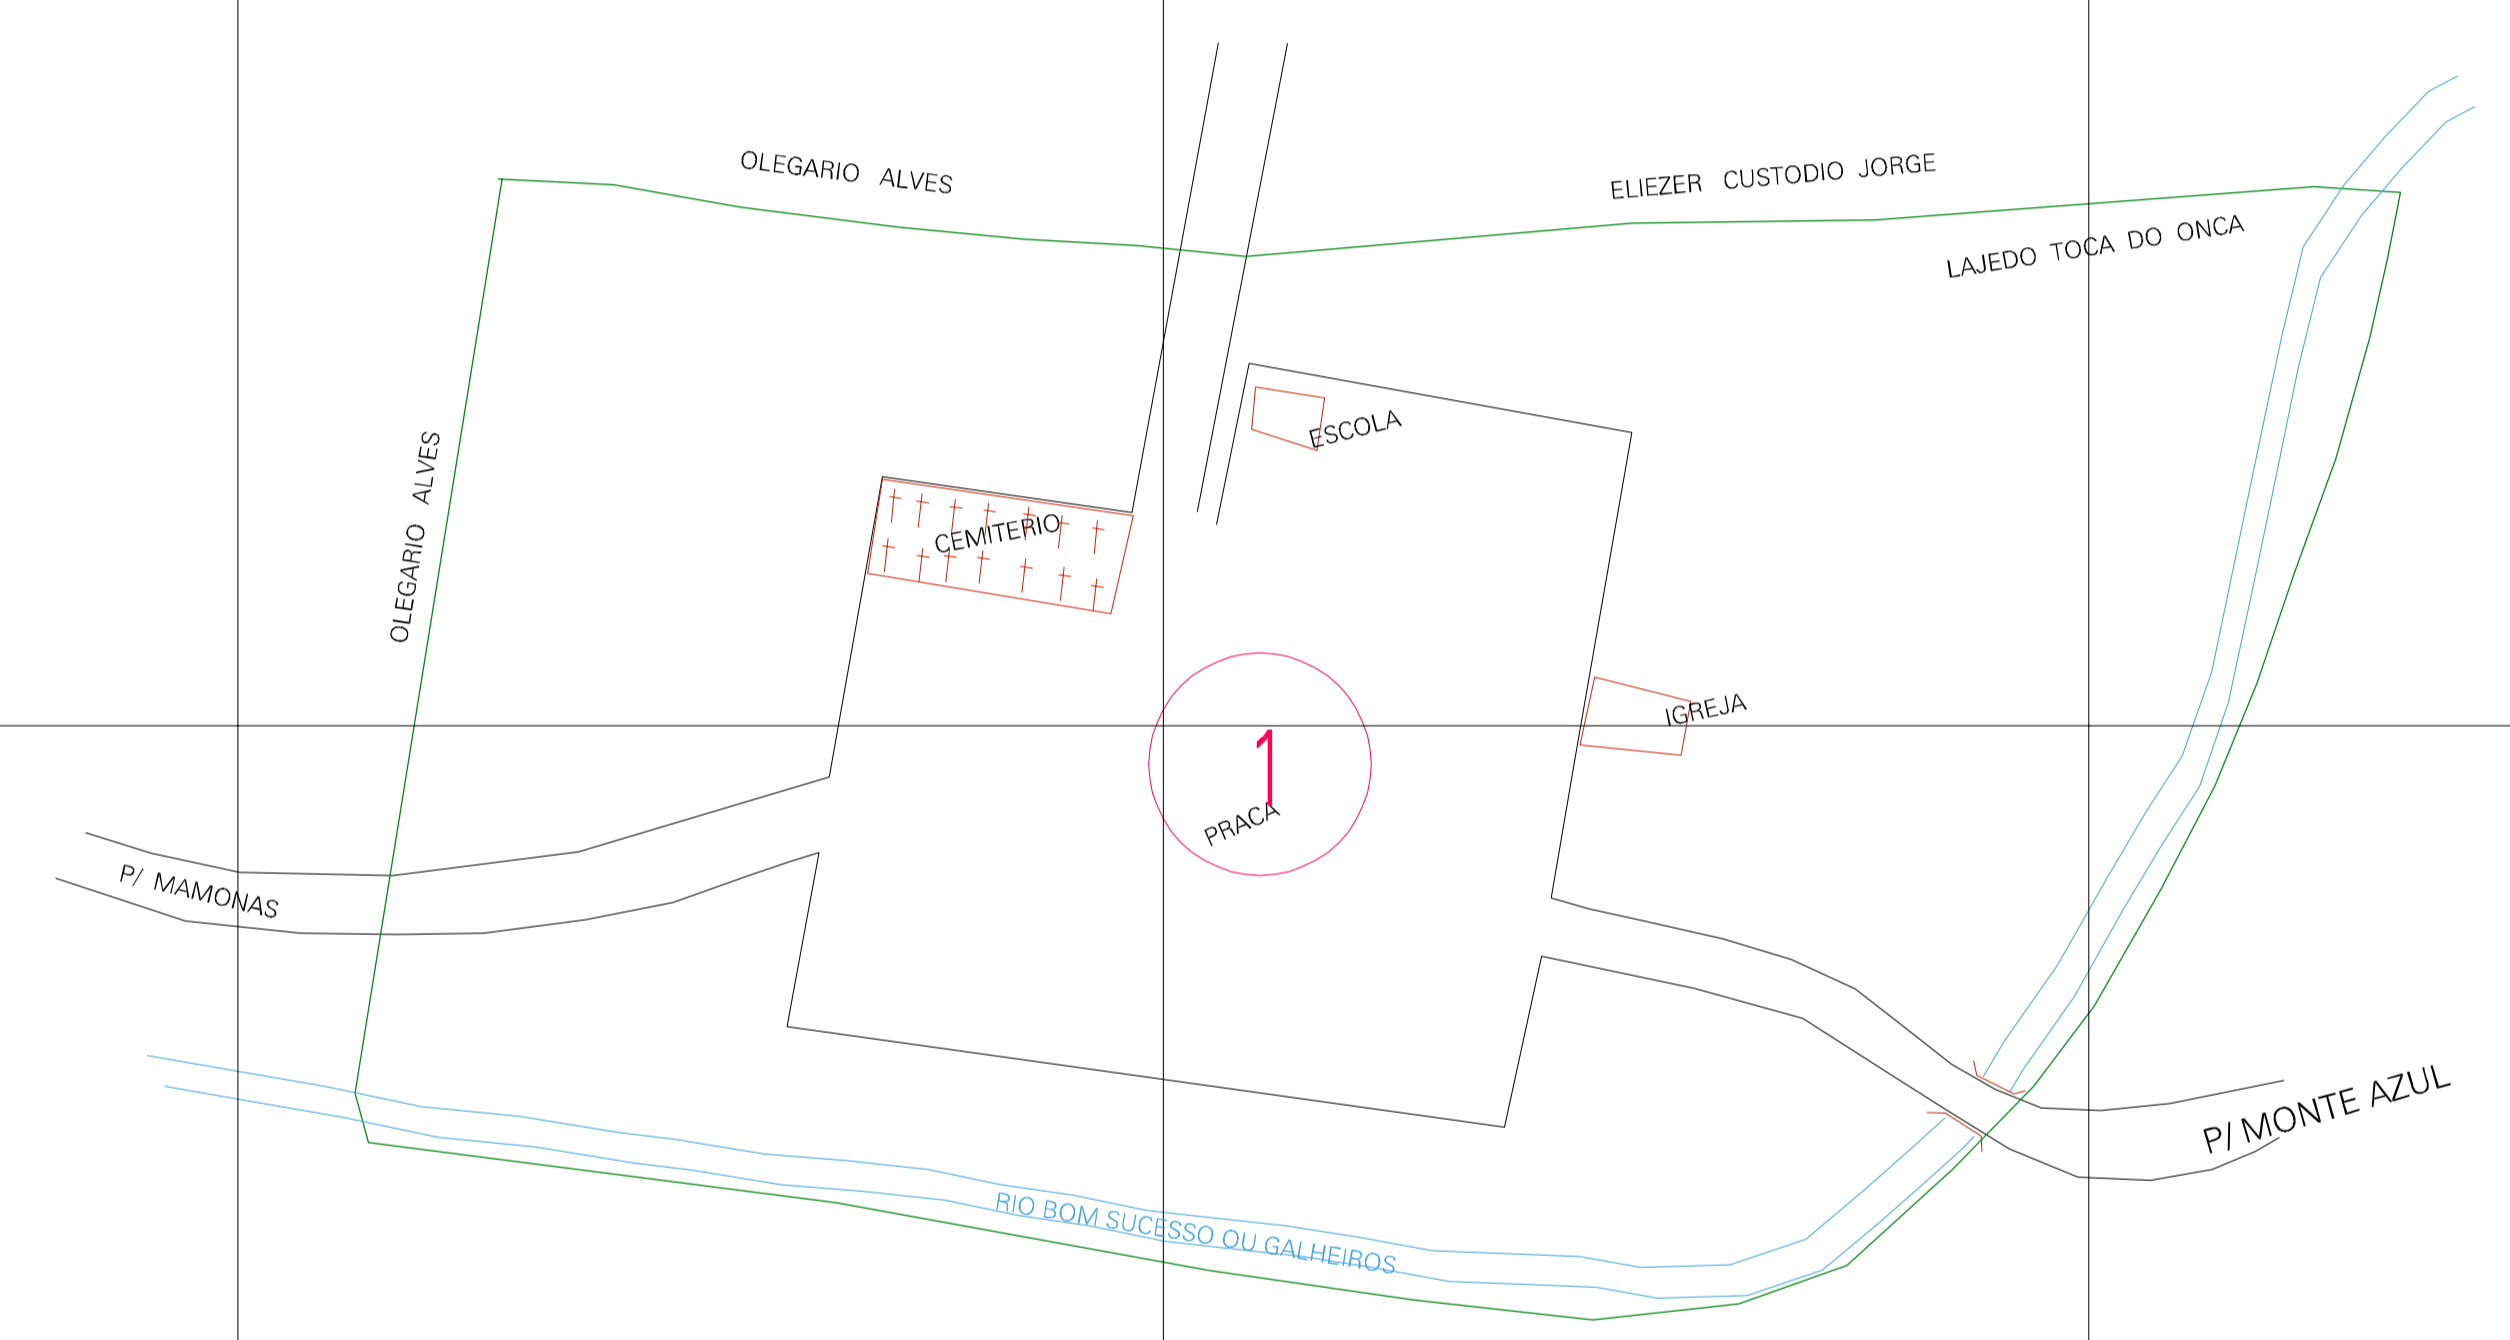 OLEGARIO ALVES
ELIEZER CUSTODIO JORGE
LAJEDO TOCA DO ONCA
ESCOLA
OLEGARIO ALVES
CEMITERIO
IGREJA
1
PRACA
P/ MAMONAS
P/ MONTE AZUL
RIO BOM SUCESSO OU GALHEIROS